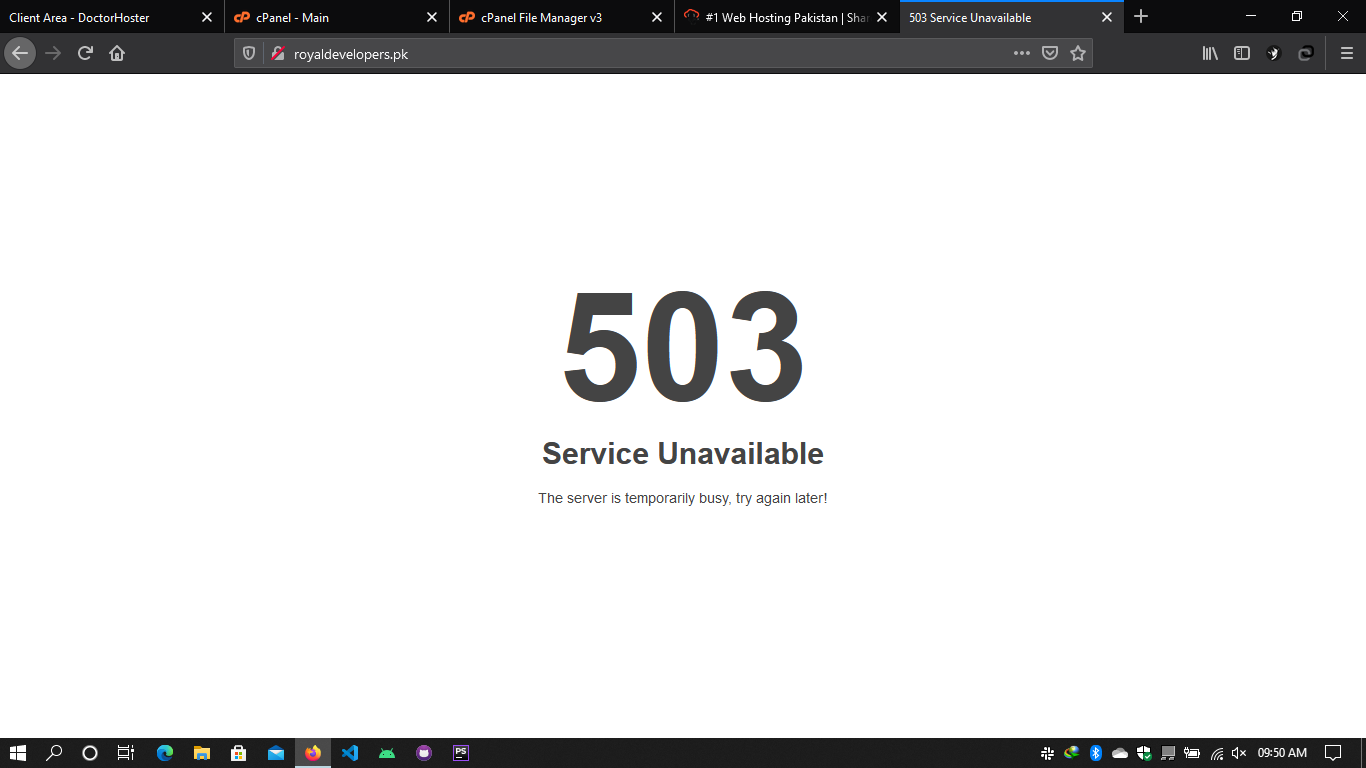 Client Area - DoctorHoster
cPanel - Main
cPanel File Manager v3
#1 Web Hosting Pakistan | Shar
503 Service Unavailable
royaldevelopers.pk
503
Service Unavailable
The server is temporarily busy, try again later!
PS
09:50 AM